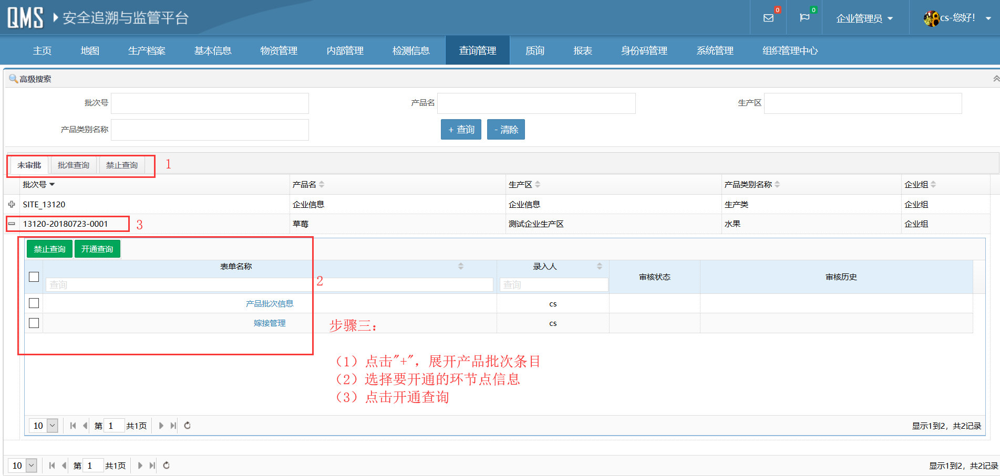 QMS 安全追溯与监管平台 0 0 企业管理员 cs-您好！
主页 地图 生产档案 基本信息 物资管理 内部管理 检测信息 查询管理 质询 报表 身份码管理 系统管理 组织管理中心
高级搜索
批次号 产品名 生产区
产品类别名称 + 查询 - 清除
未审批 批准查询 禁止查询 1
批次号 产品名 生产区 产品类别名称 企业组
SITE_13120 企业信息 企业信息 生产类 企业组
13120-20180723-0001 3 草莓 测试企业生产区 水果 企业组
禁止查询 开通查询
表单名称 录入人 审核状态 审核历史
查询 2 查询
产品批次信息 cs
嫁接管理 cs
步骤三：
（1）点击"+"，展开产品批次条目
（2）选择要开通的环节点信息
（3）点击开通查询
10 第 1 共1页 显示1到2，共2记录
10 第 1 共1页 显示1到2，共2记录